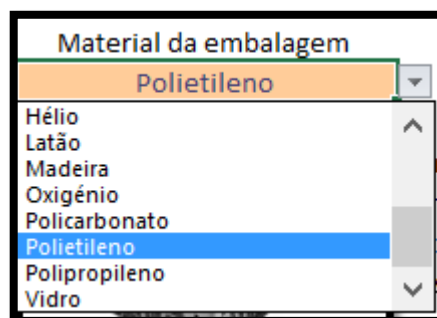 Material da embalagem
Polietileno
Hélio
Latão
Madeira
Oxigénio
Policarbonato
Polietileno
Polipropileno
Vidro